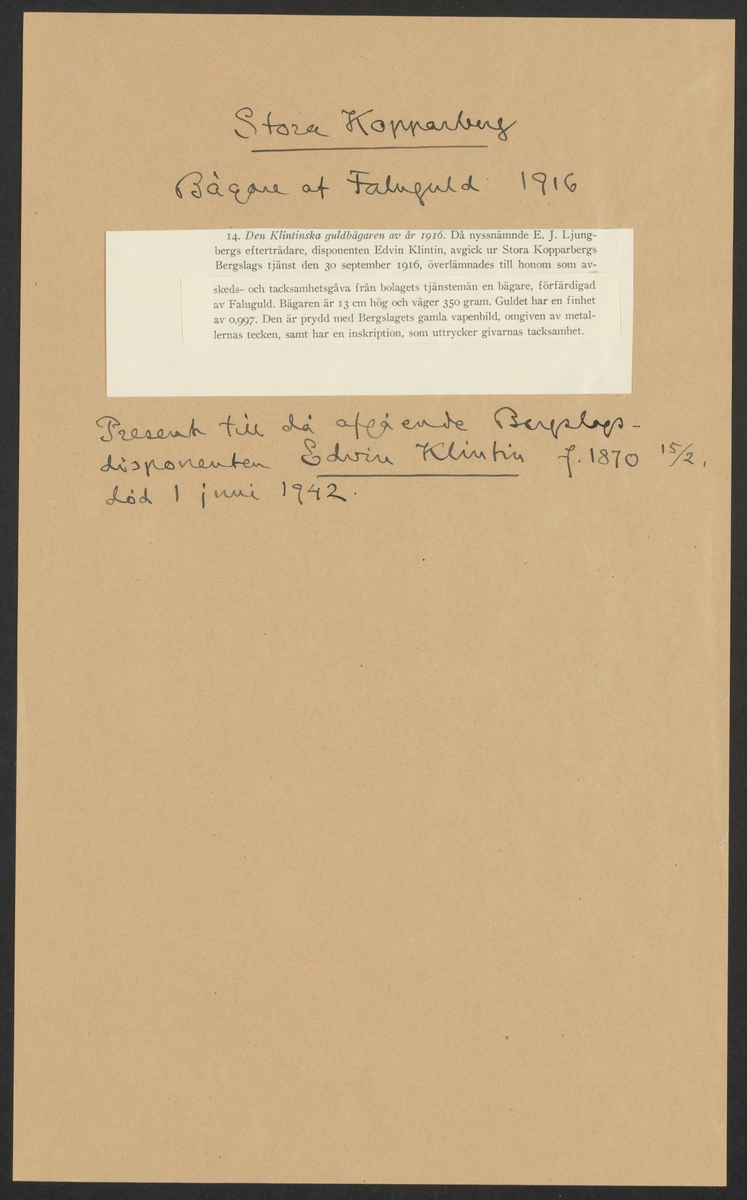 Stora Kopparberg
Bägare af Faluguld 1916
14. Den Klintinska guldbägaren av år 1916. Då nyssnämnde E. J. Ljung-
bergs efterträdare, disponenten Edvin Klintin, avgick ur Stora Kopparbergs
Bergslags tjänst den 30 september 1916, överlämnades till honom som av-
skeds- och tacksamhetsgåva från bolagets tjänstemän en bägare, förfärdigad
av Faluguld. Bägaren är 13 cm hög och väger 350 gram. Guldet har en finhet
av 0,997. Den är prydd med Bergslagets gamla vapenbild, omgiven av metal-
lernas tecken, samt har en inskription, som uttrycker givarnas tacksamhet.
Present till då afgående Bergslags-
disponenten Edvin Klintin f. 1870 15/2,
död 1 juni 1942.